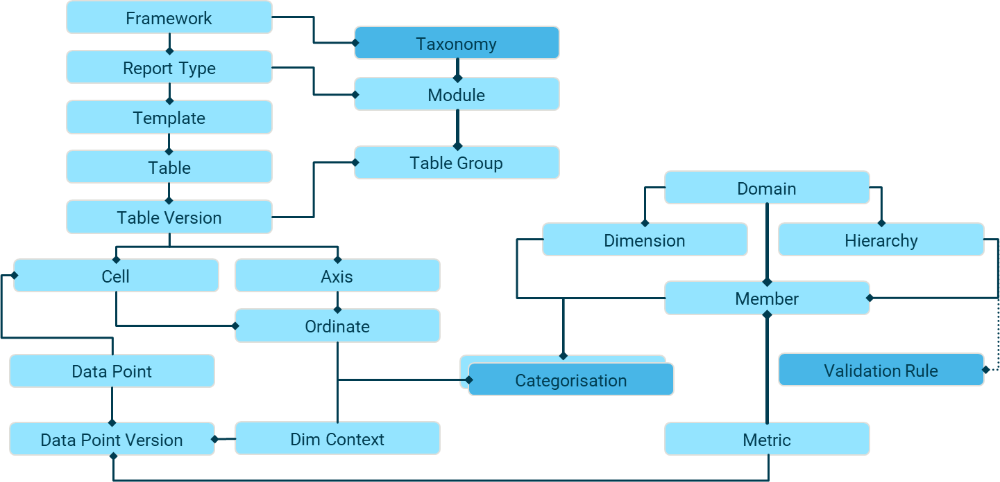 Framework
Taxonomy
Report Type
Module
Template
Table
Table Group
Domain
Table Version
Dimension
Hierarchy
Cell
Axis
Member
Ordinate
Data Point
Categorisation
Validation Rule
Data Point Version
Dim Context
Metric